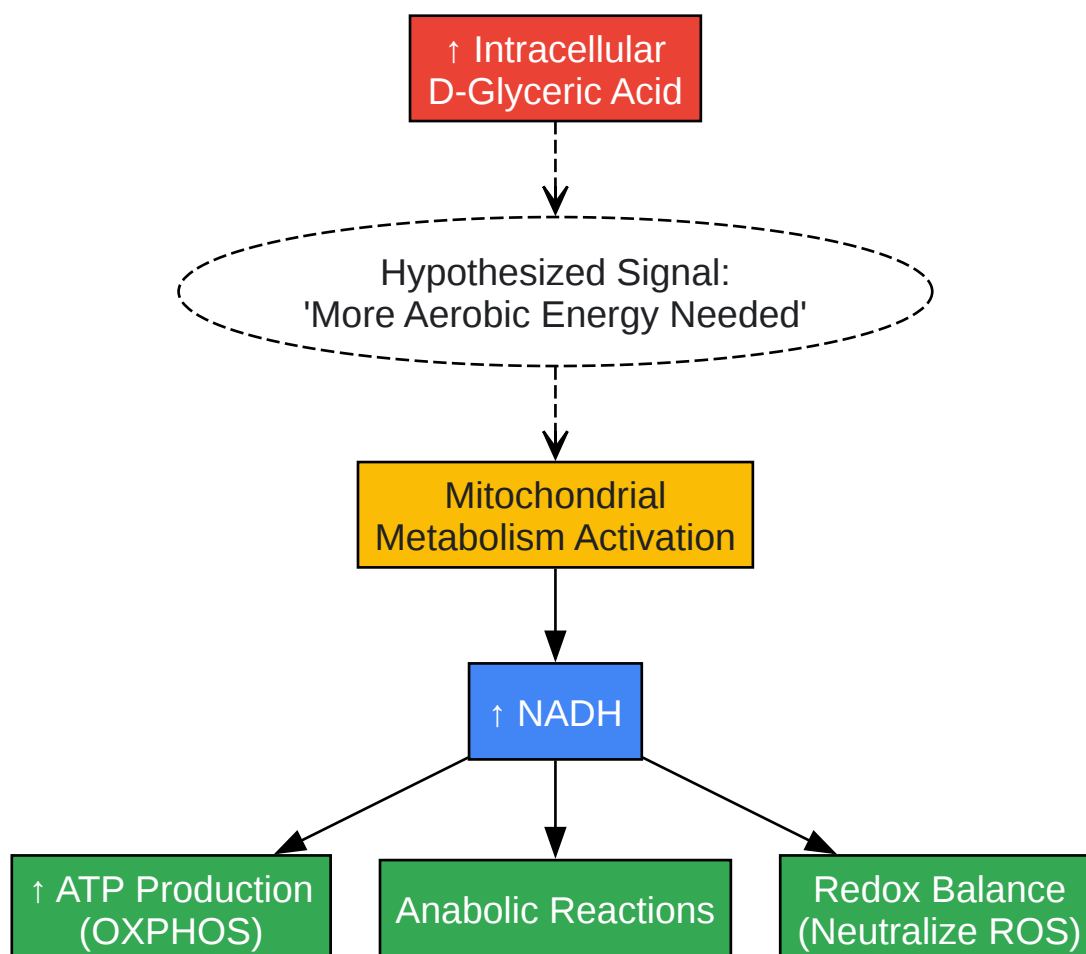 ↑ Intracellular
D-Glyceric Acid
Hypothesized Signal:
'More Aerobic Energy Needed'
Mitochondrial
Metabolism Activation
↑ NADH
↑ ATP Production
(OXPHOS)
Anabolic Reactions
Redox Balance
(Neutralize ROS)